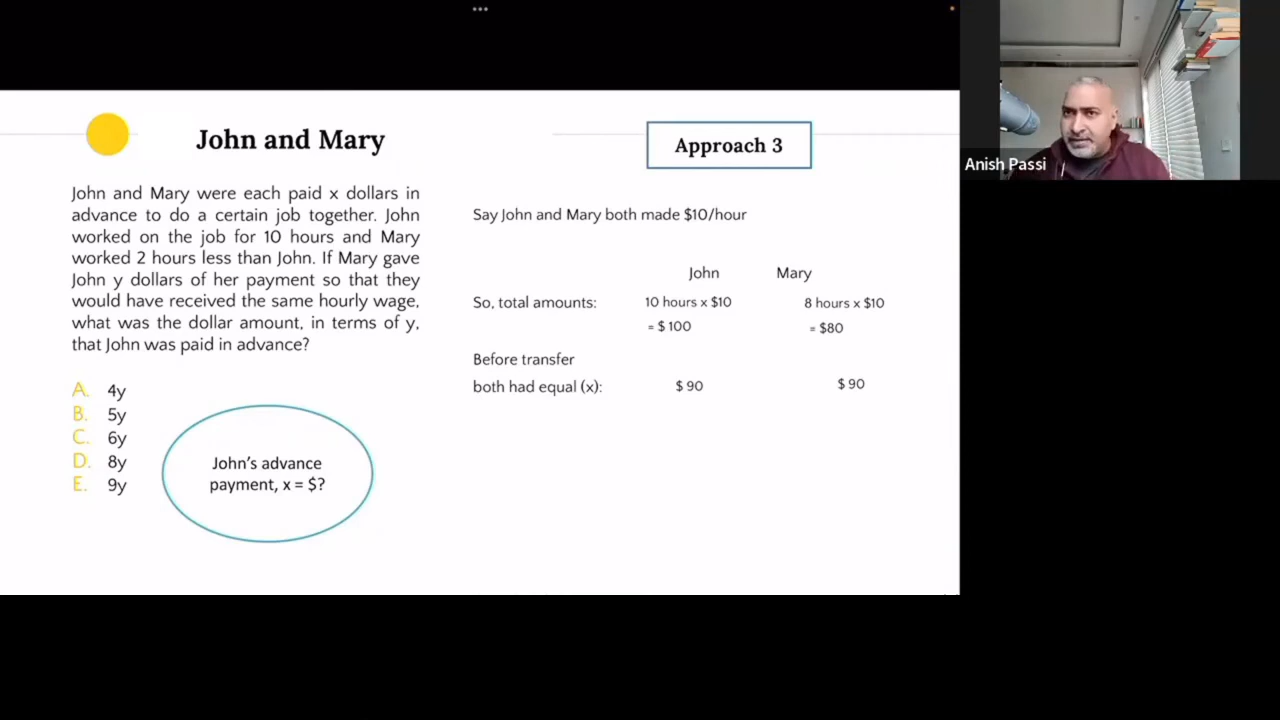 John and Mary
Approach 3
John and Mary were each paid x dollars in
advance to do a certain job together. John
worked on the job for 10 hours and Mary
worked 2 hours less than John. If Mary gave
John y dollars of her payment so that they
would have received the same hourly wage,
what was the dollar amount, in terms of y,
that John was paid in advance?
A. 4y
B. 5y
C. 6y
D. 8y
E. 9y
John's advance
payment, x = $?
Say John and Mary both made $10/hour
John Mary
So, total amounts: 10 hours x $10 8 hours x $10
= $ 100 = $80
Before transfer
both had equal (x): $ 90 $ 90
Anish Passi